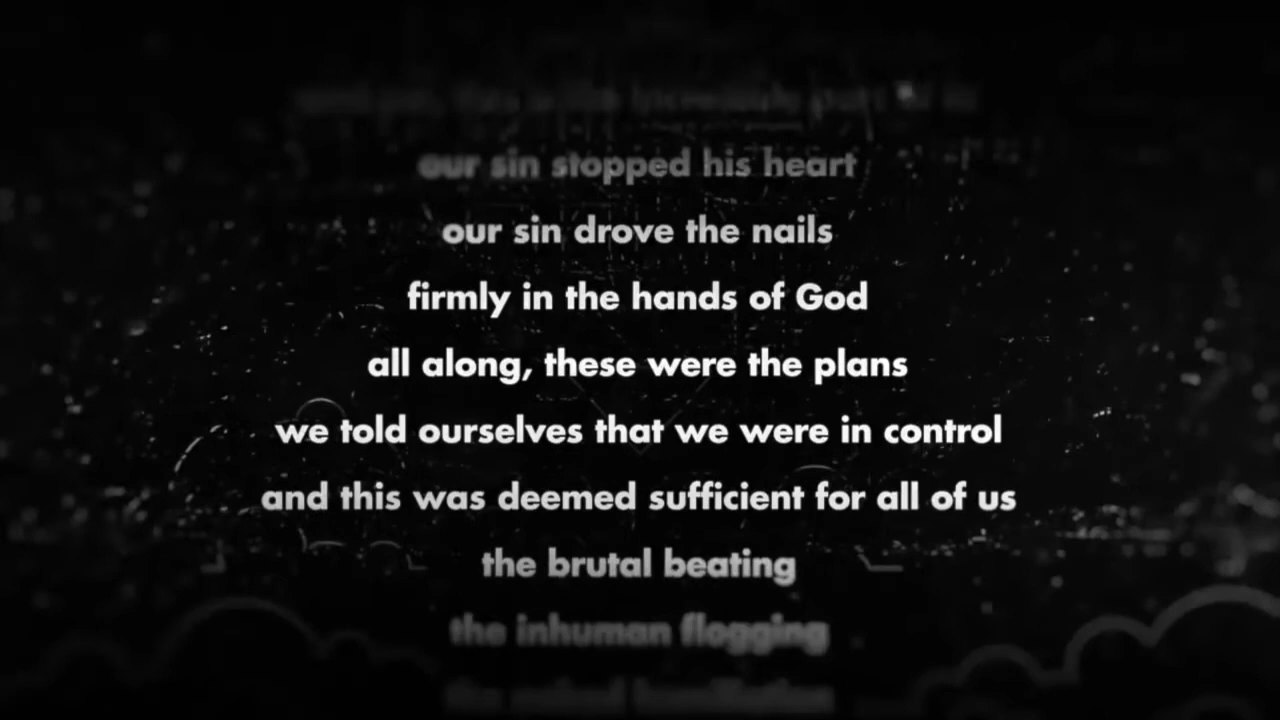 our sin stopped his heart
our sin drove the nails
firmly in the hands of God
all along, these were the plans
we told ourselves that we were in control
and this was deemed sufficient for all of us
the brutal beating
the inhuman flogging